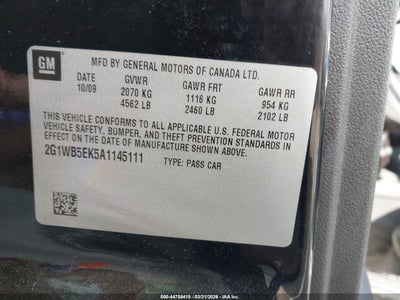 GM
MFD BY GENERAL MOTORS OF CANADA LTD.
DATE GVWR GAWR FRT GAWR RR
10/09 2070 KG 1116 KG 954 KG
4562 LB 2460 LB 2102 LB
THIS VEHICLE CONFORMS TO ALL APPLICABLE U.S. FEDERAL MOTOR
VEHICLE SAFETY, BUMPER, AND THEFT PREVENTION STANDARDS IN
EFFECT ON THE DATE OF MANUFACTURE SHOWN ABOVE.
2G1WB5EK5A1145111 TYPE: PASS CAR
000-44758415 - 03/31/2026 - IAA Inc.